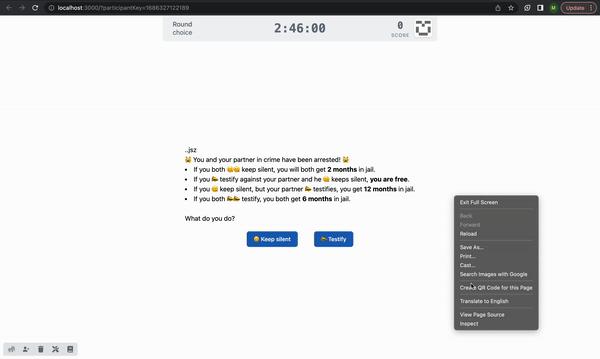 localhost:3000/?participantKey=1686327122189
M
Update
Round
choice
2:46:00
0
SCORE
..jsz
😿 You and your partner in crime have been arrested! 😿
• If you both 🤐🤐 keep silent, you will both get 2 months in jail.
• If you testify against your partner and he 🤐 keeps silent, you are free.
• If you 🤐 keep silent, but your partner testifies, you get 12 months in jail.
• If you both testify, you both get 6 months in jail.
What do you do?
Keep silent
Testify
Exit Full Screen
Back
Forward
Reload
Save As...
Print...
Cast...
Search Images with Google
Create QR Code for this Page
Translate to English
View Page Source
Inspect